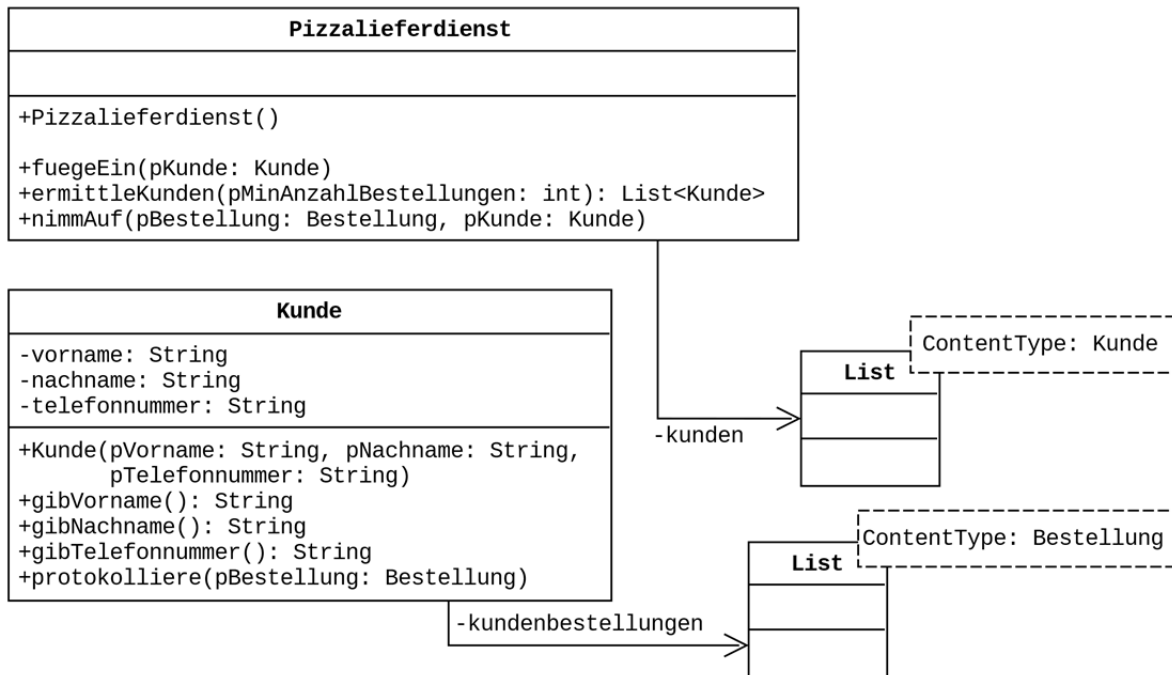 Pizzalieferdienst
+Pizzalieferdienst()
+fuegeEin(pKunde: Kunde)
+ermittleKunden(pMinAnzahlBestellungen: int): List<Kunde>
+nimmAuf(pBestellung: Bestellung, pKunde: Kunde)
Kunde
-vorname: String
-nachname: String
-telefonnummer: String
+Kunde(pVorname: String, pNachname: String,
pTelefonnummer: String)
+gibVorname(): String
+gibNachname(): String
+gibTelefonnummer(): String
+protokolliere(pBestellung: Bestellung)
-kunden
ContentType: Kunde
List
-kundenbestellungen
ContentType: Bestellung
List